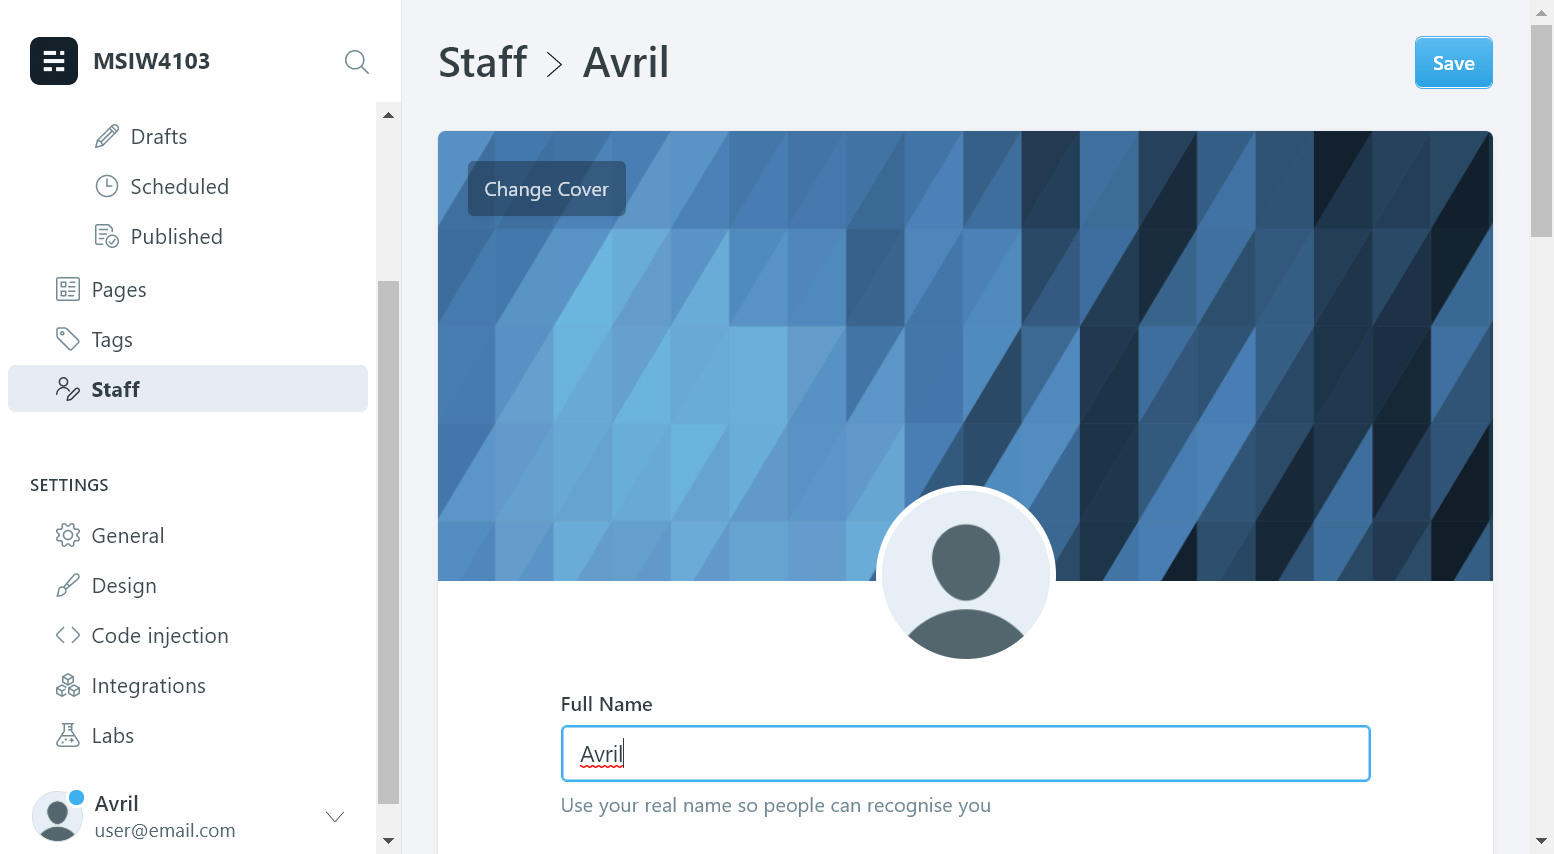 MSIW4103
Drafts
Scheduled
Published
Pages
Tags
Staff
SETTINGS
General
Design
Code injection
Integrations
Labs
Avril
user@email.com
Staff > Avril
Save
Change Cover
Full Name
Avril
Use your real name so people can recognise you